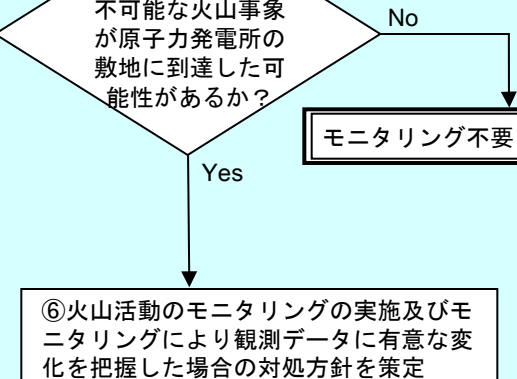 不可能な火山事象
が原子力発電所の
敷地に到達した可
能性があるか？
No
モニタリング不要
Yes
⑥火山活動のモニタリングの実施及びモ
ニタリングにより観測データに有意な変
化を把握した場合の対処方針を策定